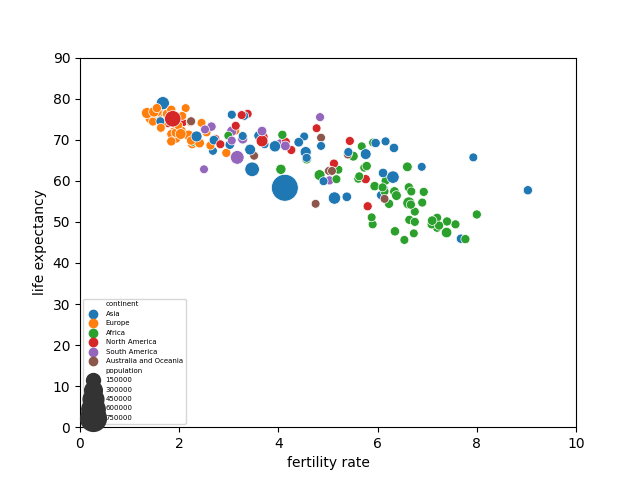 90
80
70
60
50
40
30
20
10
0
life expectancy
continent
Asia
Europe
Africa
North America
South America
Australia and Oceania
population
150000
300000
450000
600000
750000
0 2 4 6 8 10
fertility rate